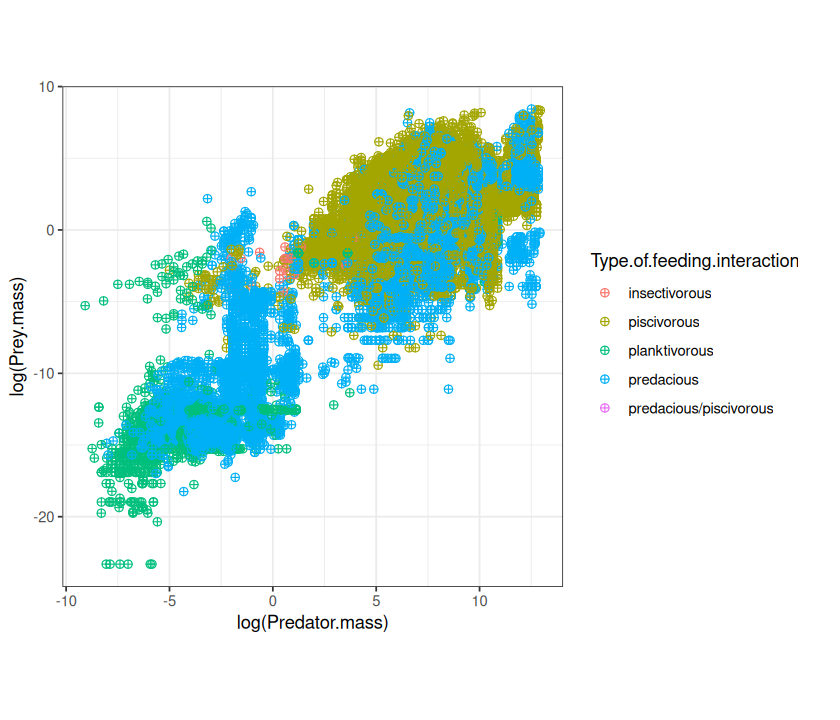 10
0
-10
-20
-10 -5 0 5 10
log(Predator.mass)
log(Prey.mass)
Type.of.feeding.interaction
insectivorous
piscivorous
planktivorous
predacious
predacious/piscivorous